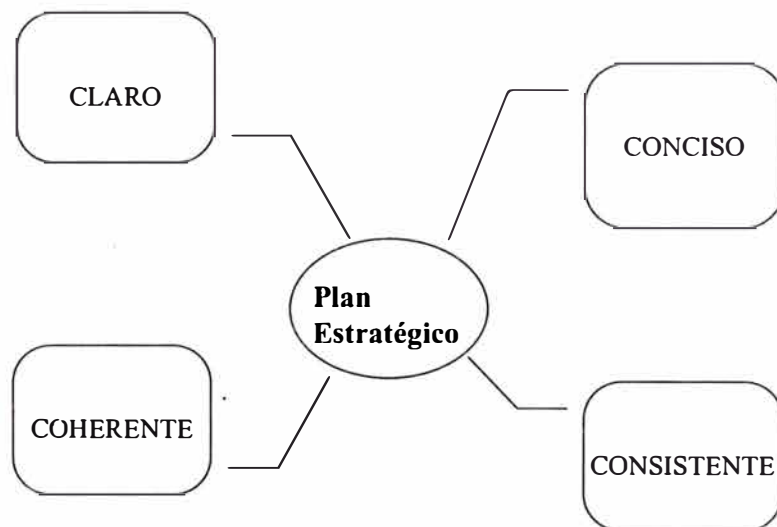 CLARO
CONCISO
Plan
Estratégico
COHERENTE
CONSISTENTE